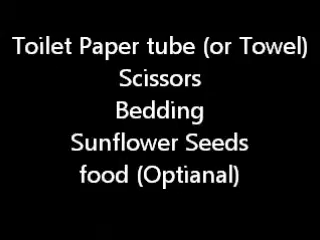 Toilet Paper tube (or Towel)
Scissors
Bedding
Sunflower Seeds
food (Optianal)